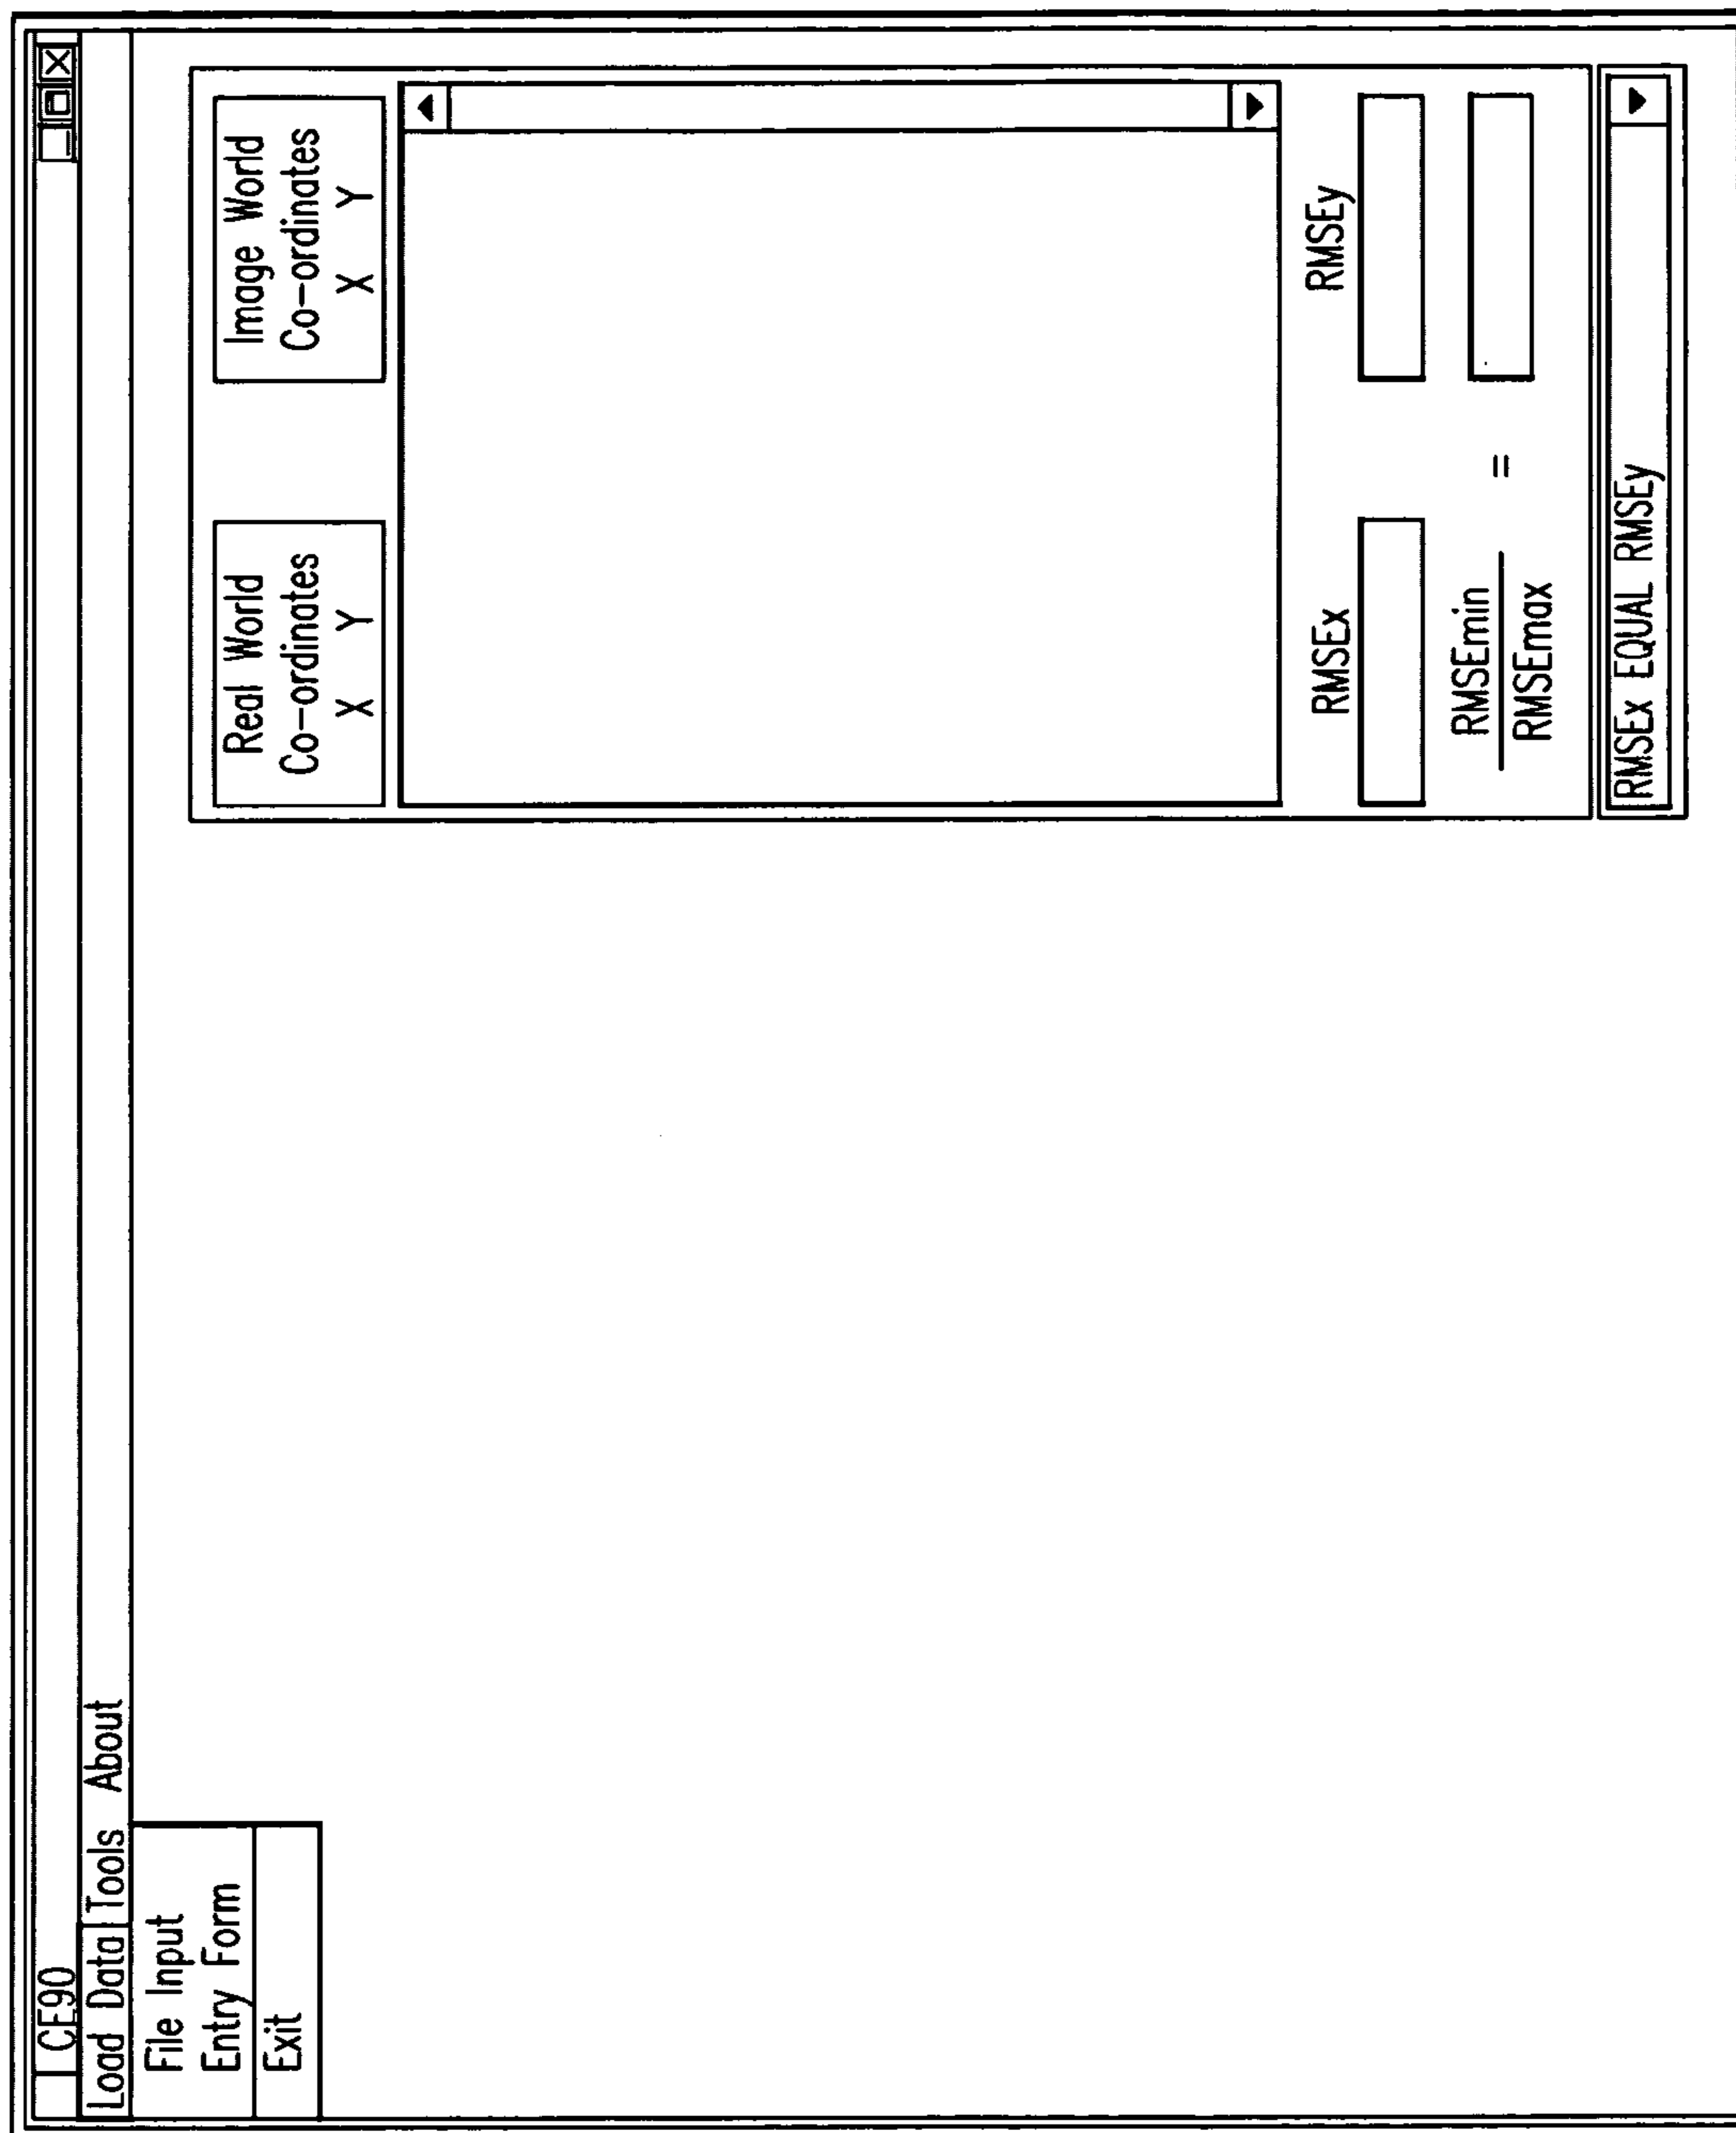 CE90
Load Data Tools About
File Input
Entry Form
Exit
Real World
Co-ordinates
X Y
Image World
Co-ordinates
X Y
RMSEx
RMSEy
RMSEmin
RMSEmax
=
RMSEx EQUAL RMSEy